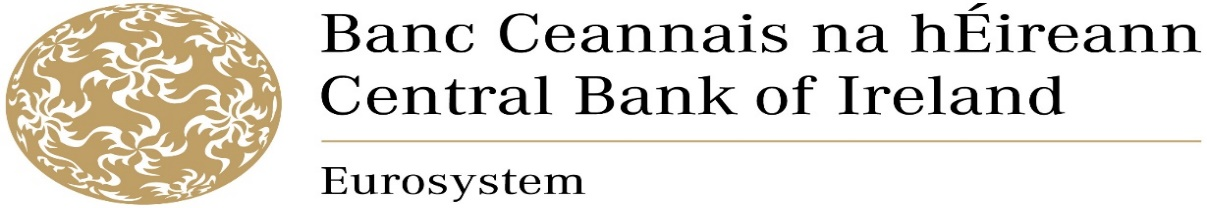 Banc Ceannais na hÉireann
Central Bank of Ireland
Eurosystem